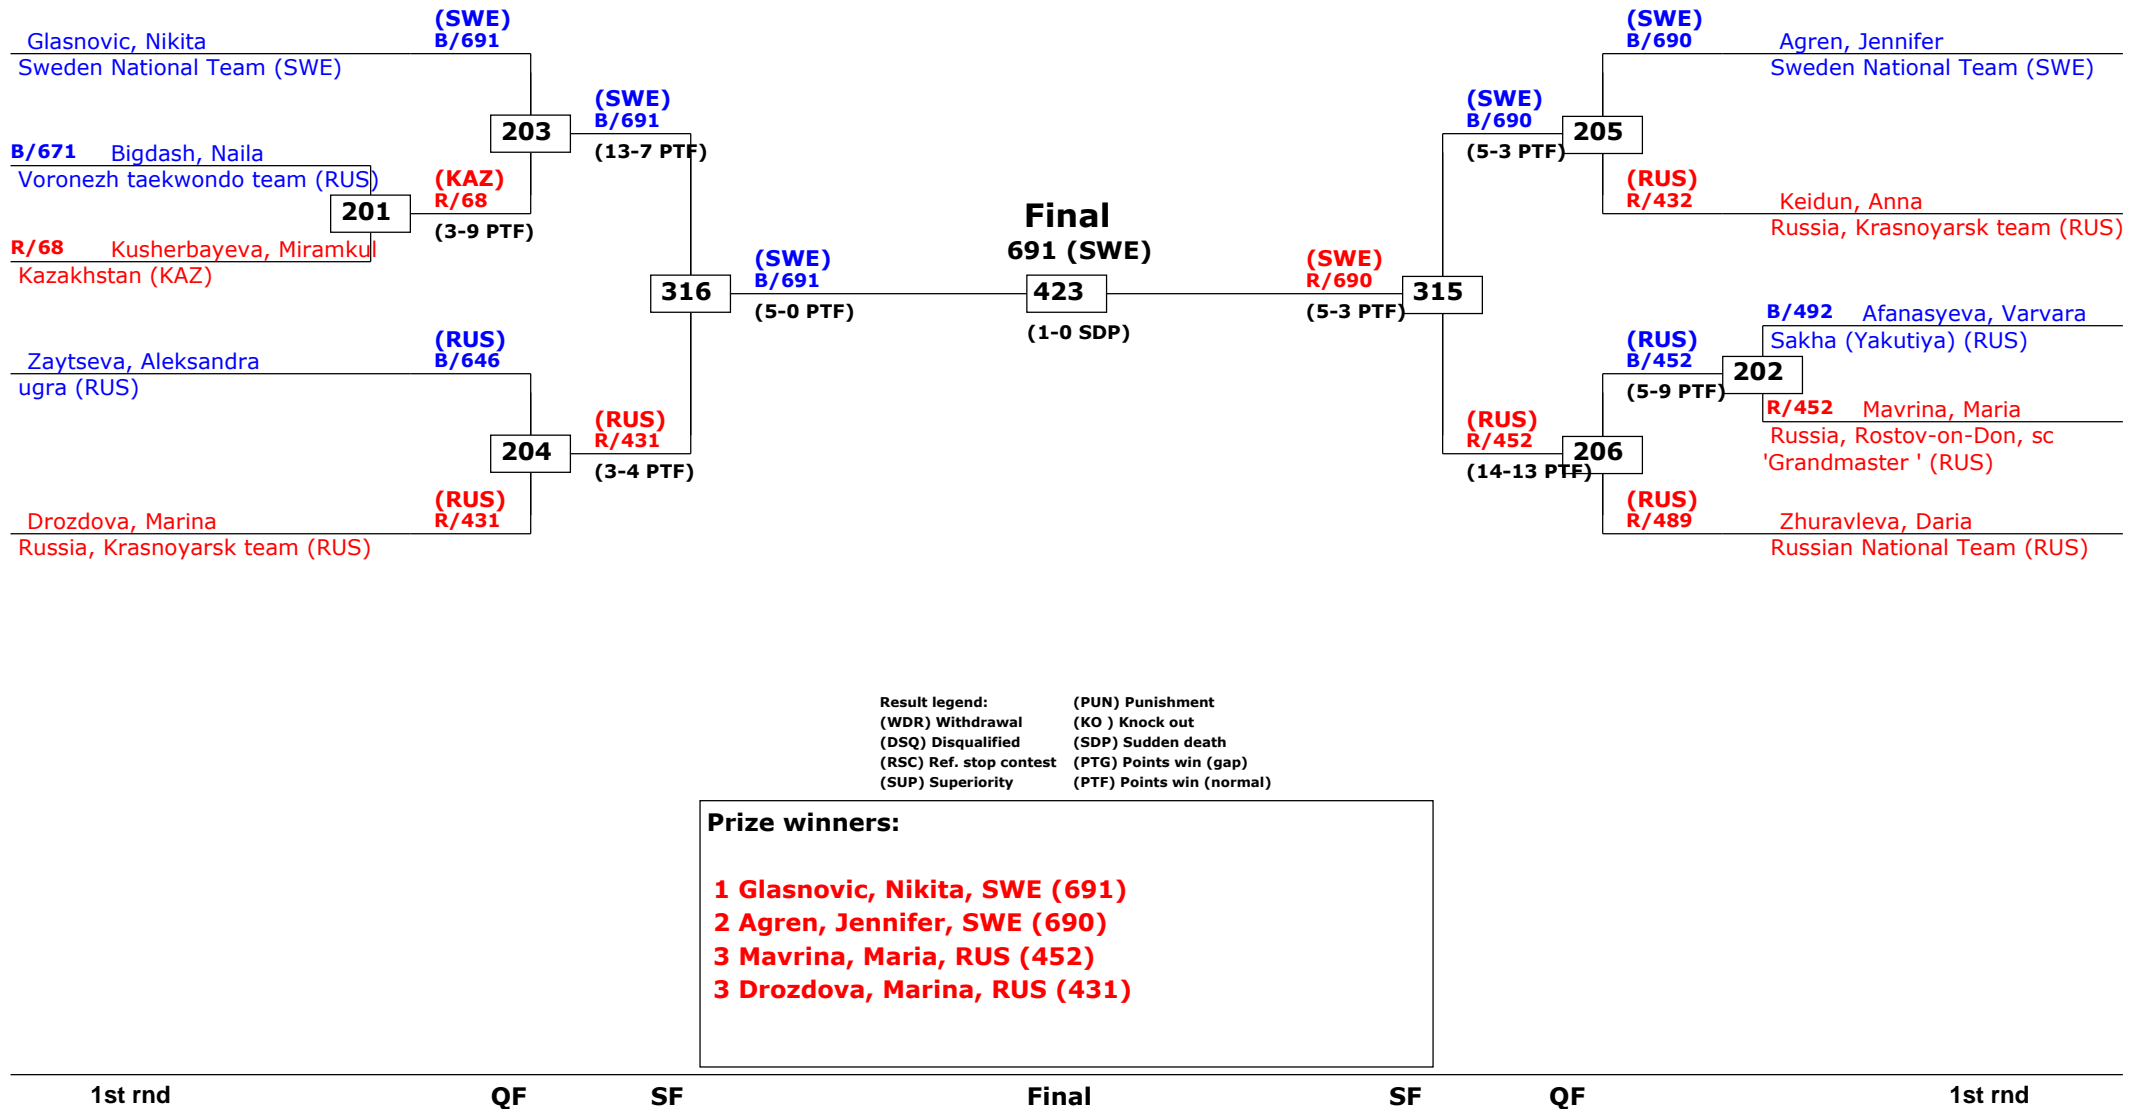 (SWE)
Glasnovic, Nikita B/691
Sweden National Team (SWE)
(SWE)
B/691
203
(13-7 PTF)
B/671 Bigdash, Naila
Voronezh taekwondo team (RUS)
(KAZ)
R/68
201
(3-9 PTF)
R/68 Kusherbayeva, Miramkul
Kazakhstan (KAZ)
316
(SWE)
B/691
(5-0 PTF)
(RUS)
Zaytseva, Aleksandra B/646
ugra (RUS)
(RUS)
R/431
204
(3-4 PTF)
(RUS)
Drozdova, Marina R/431
Russia, Krasnoyarsk team (RUS)
Final
691 (SWE)
423
(1-0 SDP)
(SWE)
B/690 Agren, Jennifer
Sweden National Team (SWE)
(SWE)
B/690
205
(5-3 PTF)
(RUS)
R/432 Keidun, Anna
Russia, Krasnoyarsk team (RUS)
(SWE)
R/690
315
(5-3 PTF)
B/492 Afanasyeva, Varvara
Sakha (Yakutiya) (RUS)
(RUS)
B/452
202
(5-9 PTF)
R/452 Mavrina, Maria
Russia, Rostov-on-Don, sc
'Grandmaster ' (RUS)
(RUS)
R/452
206
(14-13 PTF)
(RUS)
R/489 Zhuravleva, Daria
Russian National Team (RUS)
Result legend: (PUN) Punishment
(WDR) Withdrawal (KO ) Knock out
(DSQ) Disqualified (SDP) Sudden death
(RSC) Ref. stop contest (PTG) Points win (gap)
(SUP) Superiority (PTF) Points win (normal)
Prize winners:
1 Glasnovic, Nikita, SWE (691)
2 Agren, Jennifer, SWE (690)
3 Mavrina, Maria, RUS (452)
3 Drozdova, Marina, RUS (431)
1st rnd QF SF Final SF QF 1st rnd